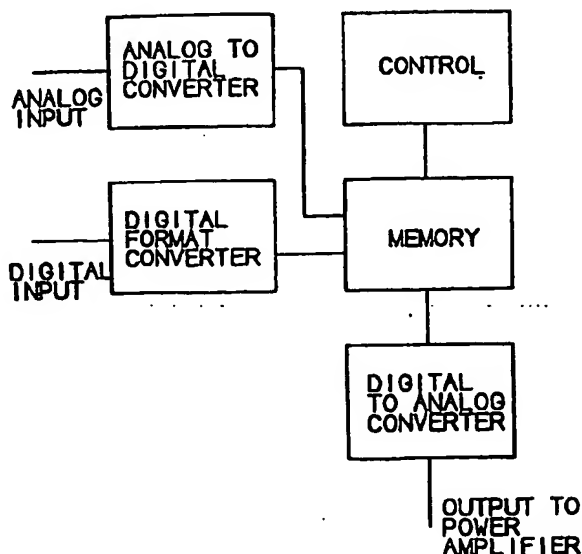 ANALOG TO
DIGITAL
CONVERTER
CONTROL
ANALOG
INPUT
DIGITAL
FORMAT
CONVERTER
MEMORY
DIGITAL
INPUT
DIGITAL
TO ANALOG
CONVERTER
OUTPUT TO
POWER
AMPLIFIER